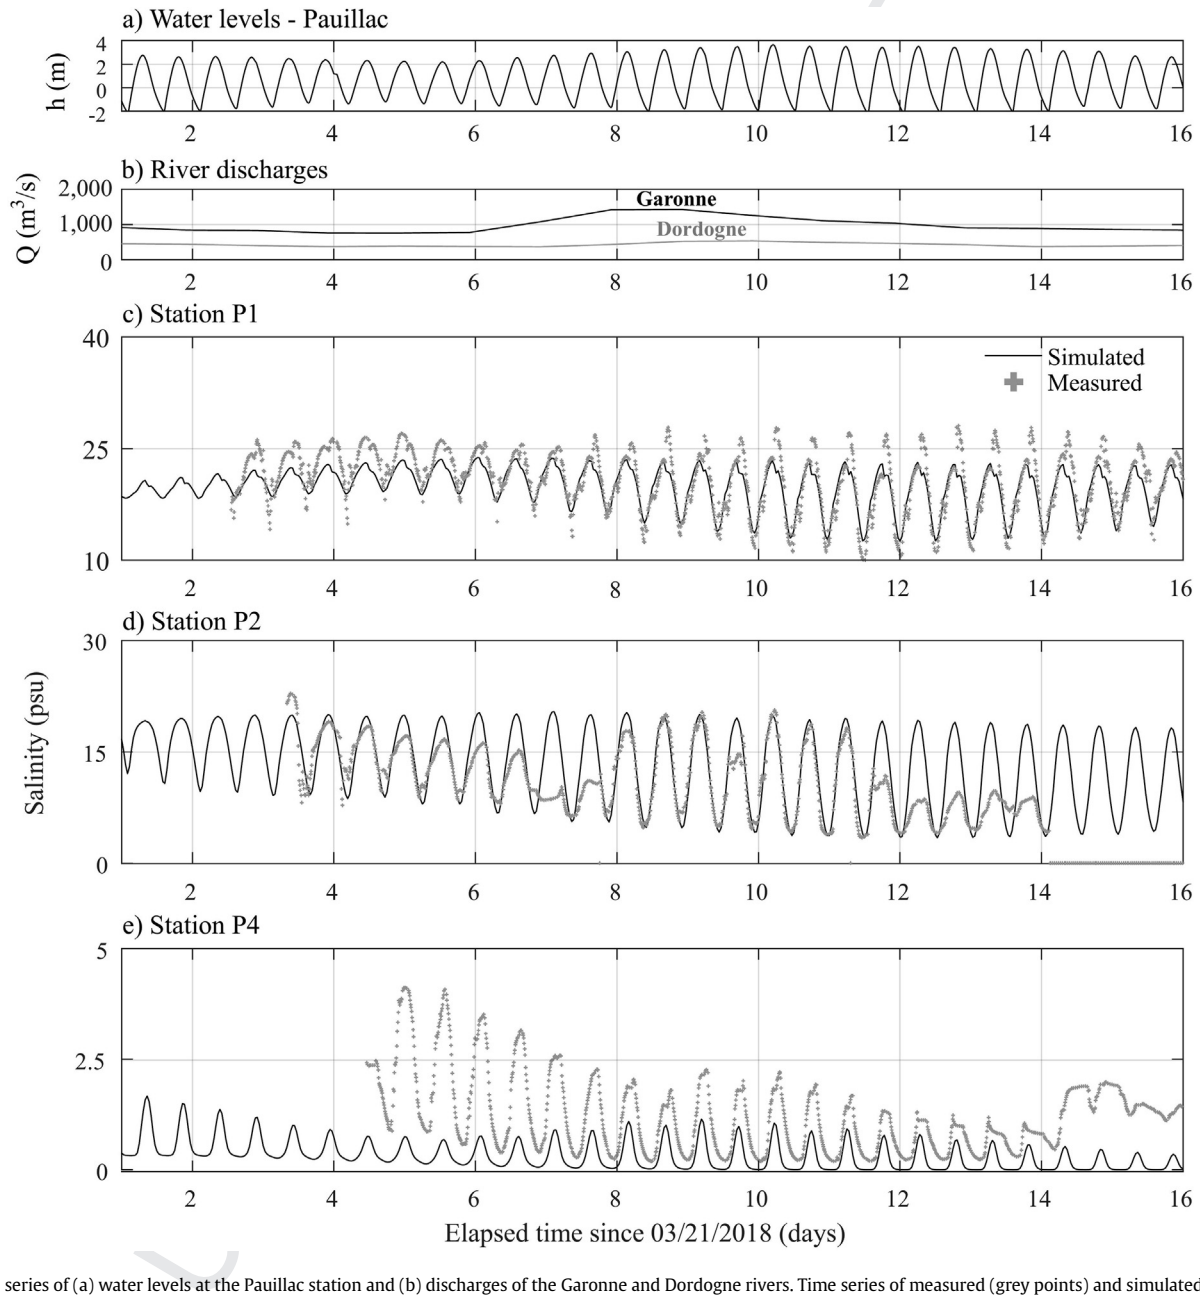 a) Water levels - Pauillac
h (m)
4
2
0
-2
2 4 6 8 10 12 14 16
b) River discharges
Q (m³/s)
2,000
1,000
0
Garonne
Dordogne
2 4 6 8 10 12 14 16
c) Station P1
40
25
10
Simulated
Measured
2 4 6 8 10 12 14 16
d) Station P2
Salinity (psu)
30
15
0
2 4 6 8 10 12 14 16
e) Station P4
5
2.5
0
2 4 6 8 10 12 14 16
Elapsed time since 03/21/2018 (days)
series of (a) water levels at the Pauillac station and (b) discharges of the Garonne and Dordogne rivers. Time series of measured (grey points) and simulated